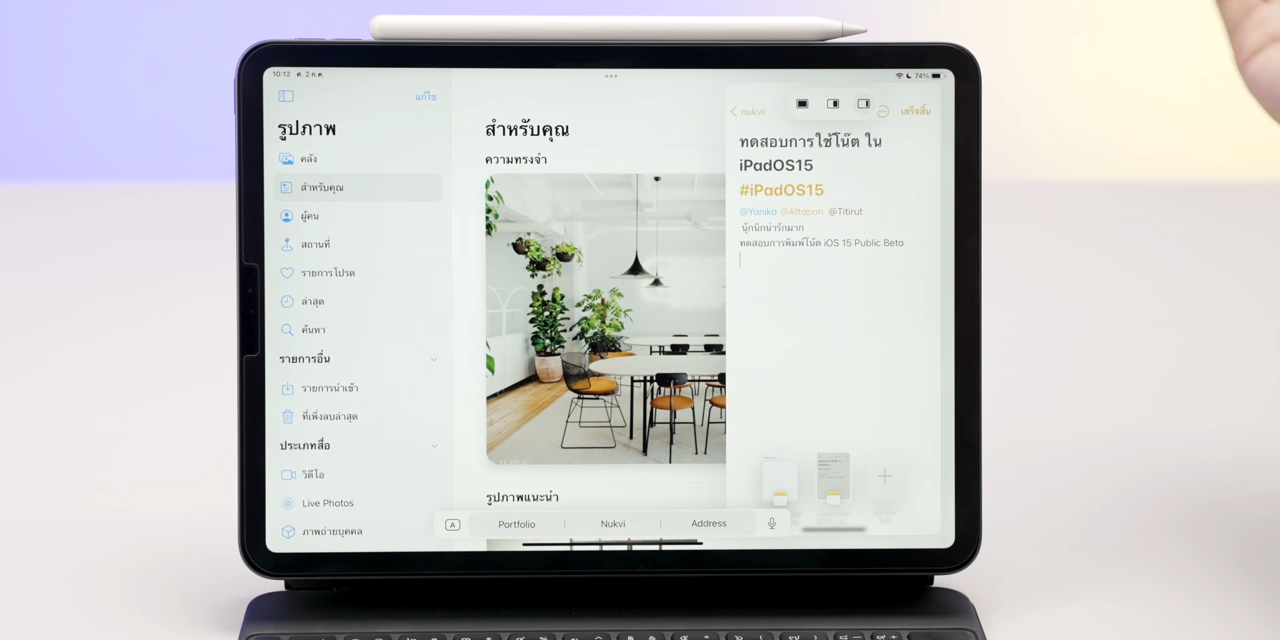 10:12 ศ. 2 ก.ค.
74%
แก้ไข
รูปภาพ
คลัง
สำหรับคุณ
ผู้คน
สถานที่
รายการโปรด
ล่าสุด
ค้นหา
รายการอื่น
รายการนำเข้า
ที่เพิ่งลบล่าสุด
ประเภทสื่อ
วิดีโอ
Live Photos
ภาพถ่ายบุคคล
สำหรับคุณ
ความทรงจำ
รูปภาพแนะนำ
nukvi
เสร็จสิ้น
ทดสอบการใช้โน๊ต ใน
iPadOS15
#iPadOS15
@Yanika @Attapon @Titirut
นุ๊กนิกน่ารักมาก
ทดสอบการพิมพ์โน๊ต iOS 15 Public Beta
A Portfolio Nukvi Address